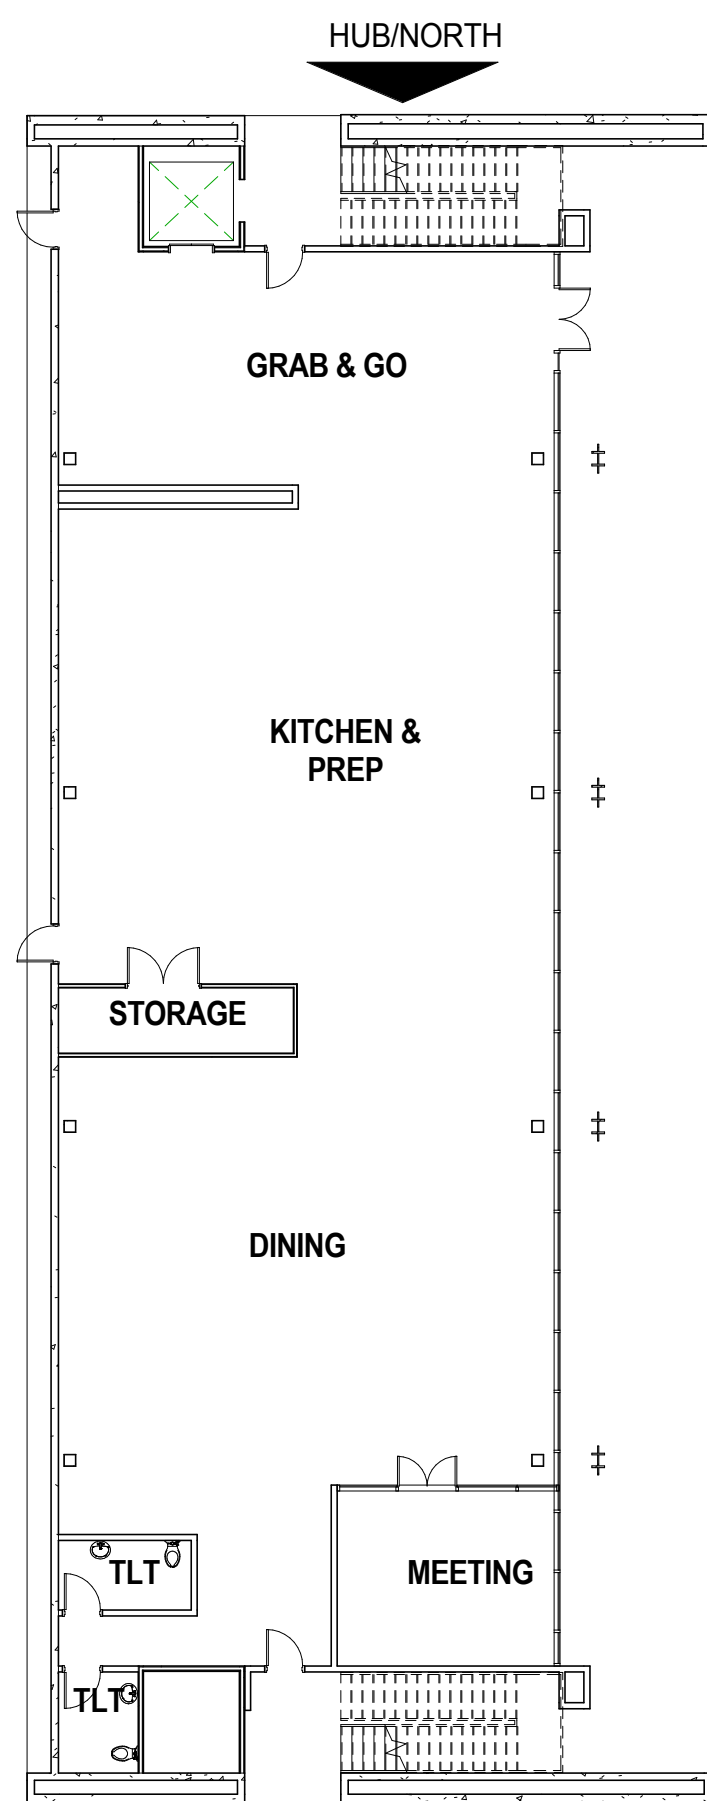 HUB/NORTH
GRAB & GO
KITCHEN &
PREP
STORAGE
DINING
TLT
MEETING
TLT